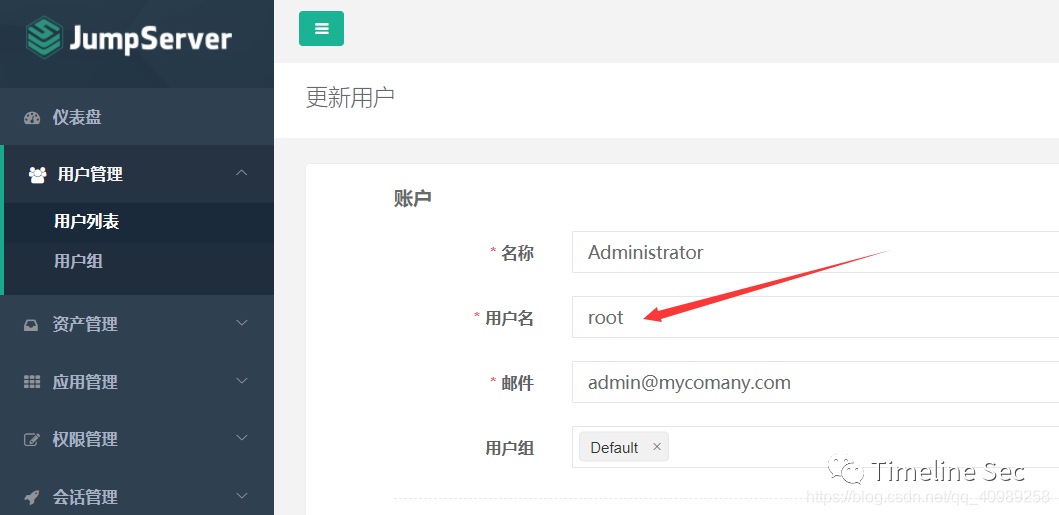 JumpServer
仪表盘
用户管理
用户列表
用户组
资产管理
应用管理
权限管理
会话管理
更新用户
账户
* 名称 Administrator
* 用户名 root
* 邮件 admin@mycomany.com
用户组 Default ×
Timeline Sec
https://blog.csdn.net/qq_40989258